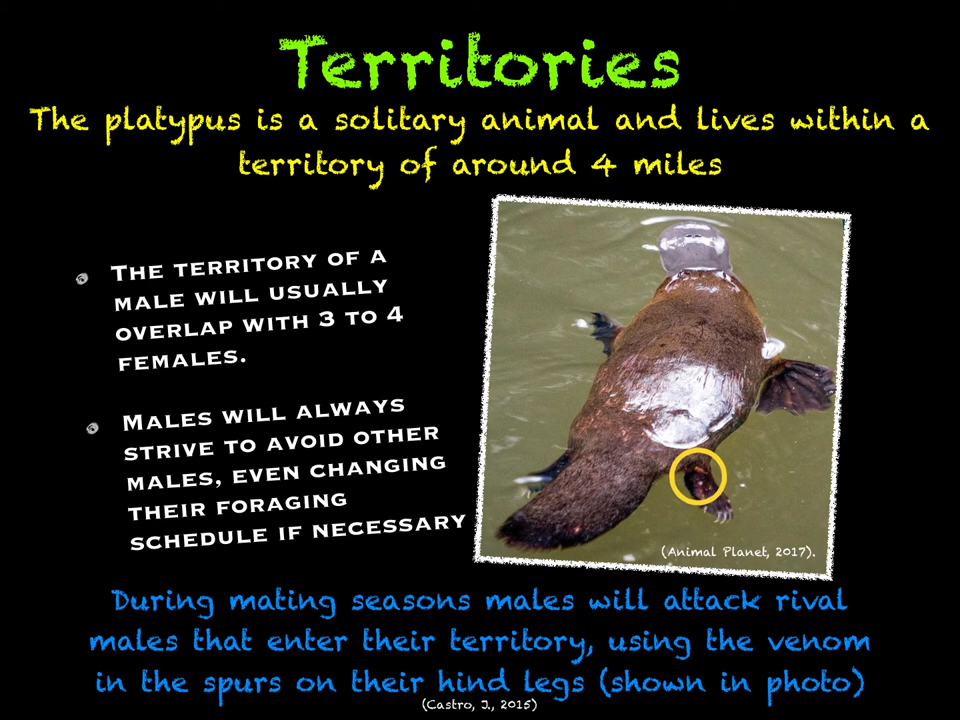 Territories
The platypus is a solitary animal and lives within a
territory of around 4 miles
The territory of a
male will usually
overlap with 3 to 4
females.
Males will always
strive to avoid other
males, even changing
their foraging
schedule if necessary
(Animal Planet, 2017).
During mating seasons males will attack rival
males that enter their territory, using the venom
in the spurs on their hind legs (shown in photo)
(Castro, J., 2015)